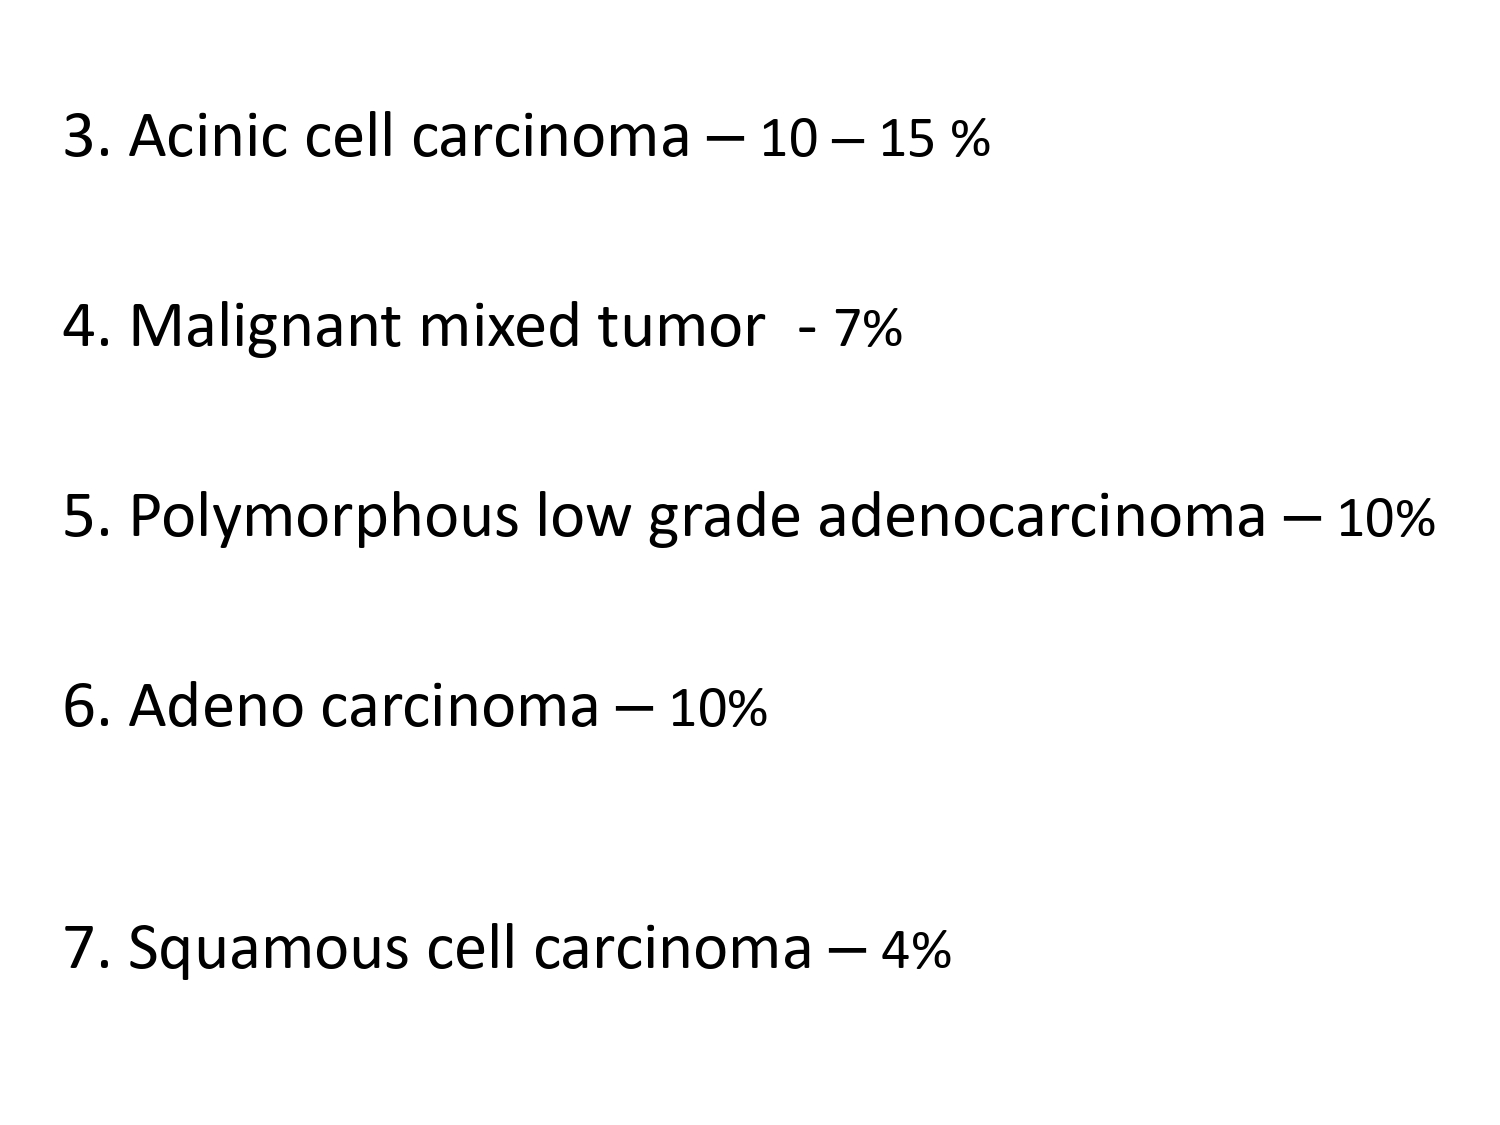 3. Acinic cell carcinoma – 10 – 15 %
4. Malignant mixed tumor  - 7%
5. Polymorphous low grade adenocarcinoma – 10%
6. Adeno carcinoma – 10%
7. Squamous cell carcinoma – 4%